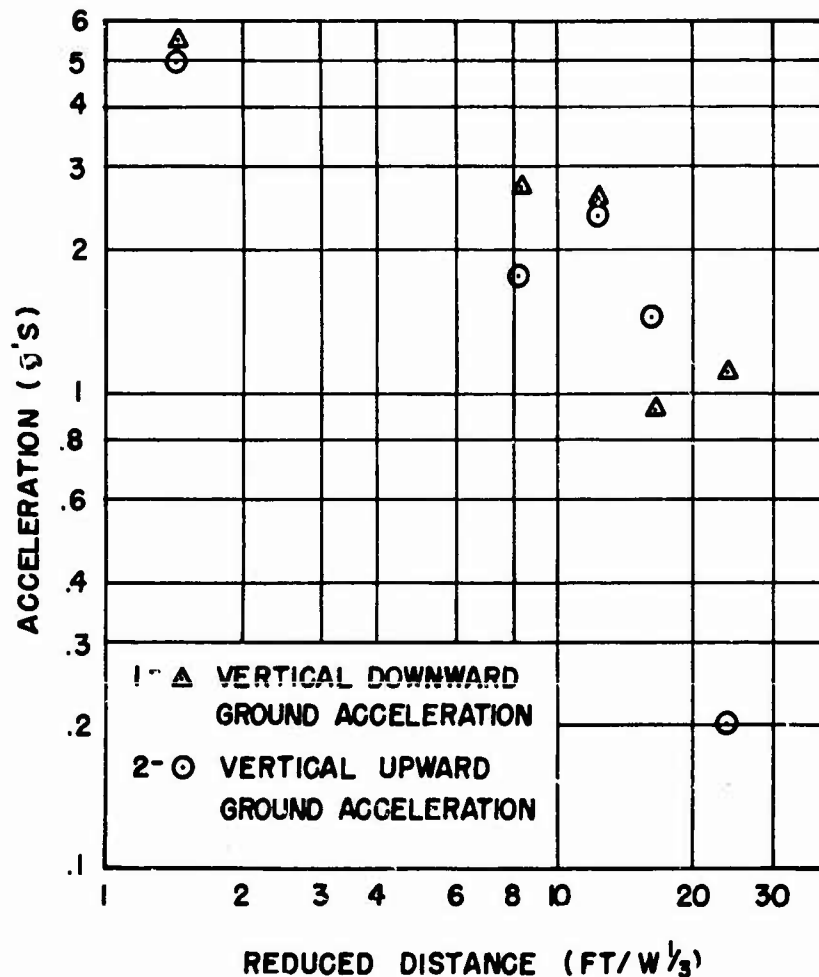 6
5
4
3
2
1
.8
.6
.4
.3
.2
.1
ACCELERATION (g'S)
1-△ VERTICAL DOWNWARD
GROUND ACCELERATION
2-⊙ VERTICAL UPWARD
GROUND ACCELERATION
1 2 3 4 6 8 10 20 30
REDUCED DISTANCE (FT/W⅓)